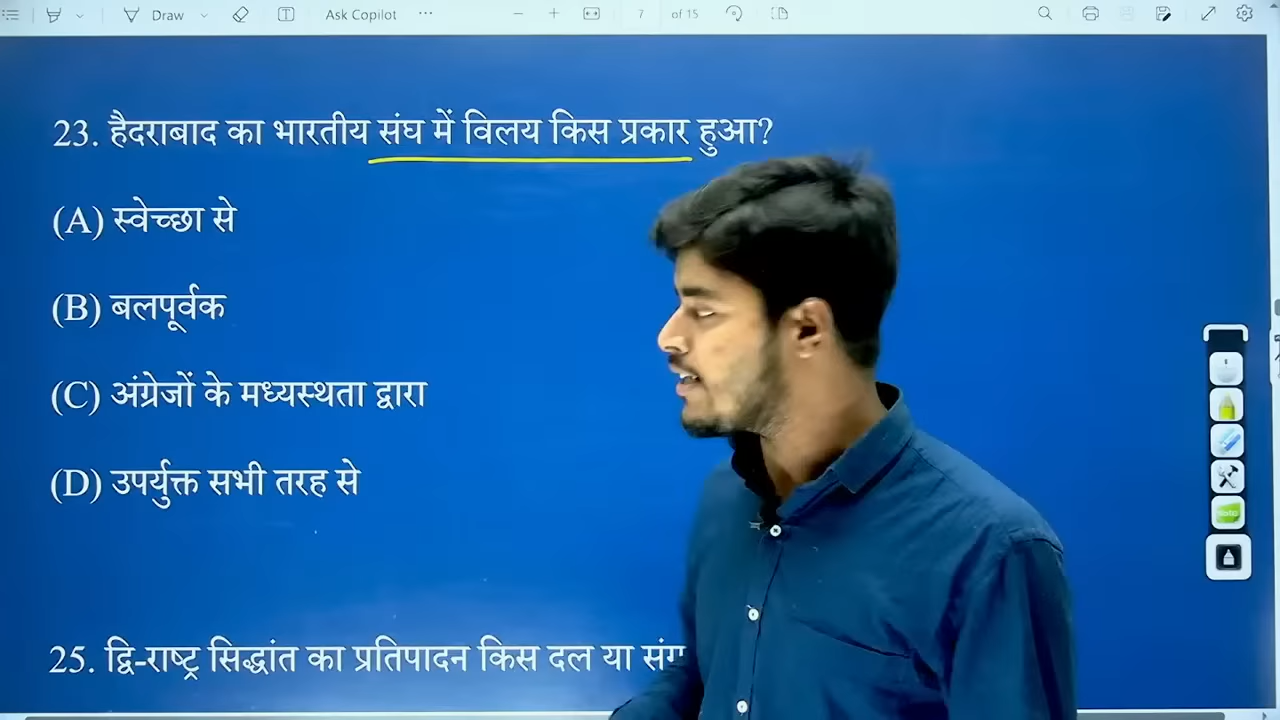 Draw
Ask Copilot
7 of 15
23. हैदराबाद का भारतीय संघ में विलय किस प्रकार हुआ?
(A) स्वेच्छा से
(B) बलपूर्वक
(C) अंग्रेजों के मध्यस्थता द्वारा
(D) उपर्युक्त सभी तरह से
25. द्वि-राष्ट्र सिद्धांत का प्रतिपादन किस दल या